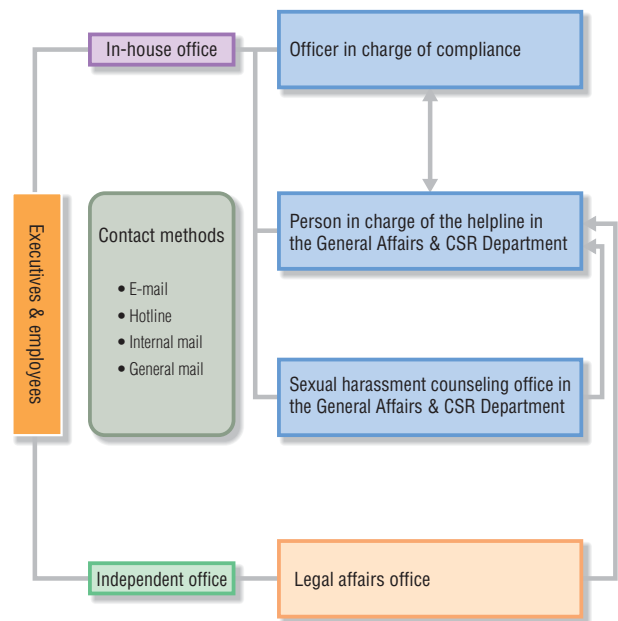 In-house office
Officer in charge of compliance
Executives & employees
Contact methods
• E-mail
• Hotline
• Internal mail
• General mail
Person in charge of the helpline in
the General Affairs & CSR Department
Sexual harassment counseling office in
the General Affairs & CSR Department
Independent office
Legal affairs office